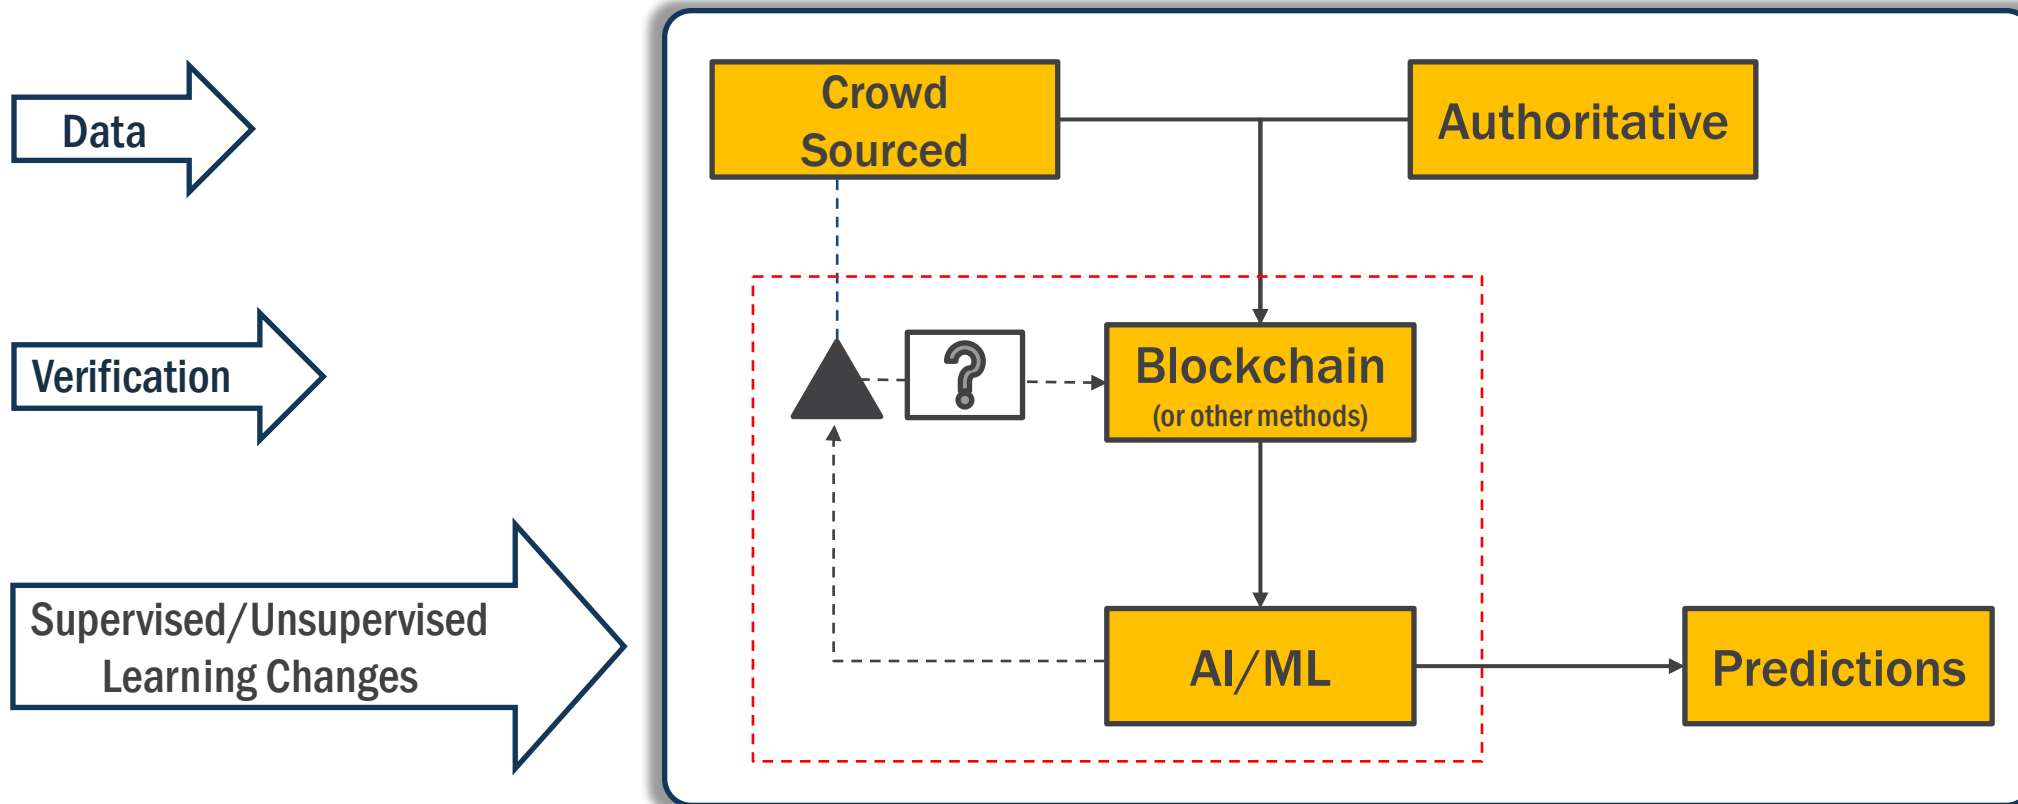 Data
Crowd
Sourced
Authoritative
Verification
?
Blockchain
(or other methods)
Supervised/Unsupervised
Learning Changes
AI/ML
Predictions